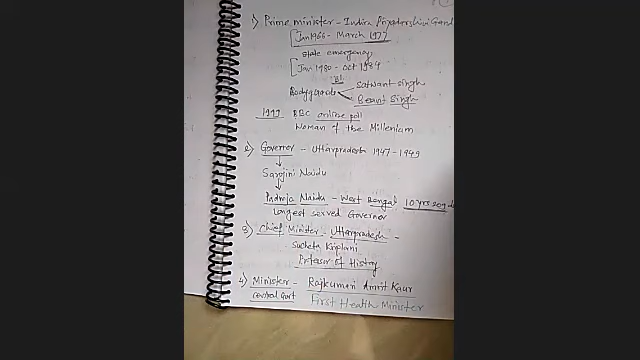 1) Prime minister - Indira Priyadarshini Gand
[Jan 1966 - March 1977
state emergency,
[Jan 1980 - Oct 1984
Bodyguards Satwant singh
Beant Singh
BBC online poll
Woman of the Millenium
2) Governor - Uttarpradesh 1947-1949
Sarojini Naidu
Padmja Naidu - West Bengal 10 yrs
Longest served Governor
3) Chief Minister - Uttarpradesh -
Sucheta Kriplani
Professor of History
4) Minister - Rajkumari Amrit Kaur
central Govt First Health Minister